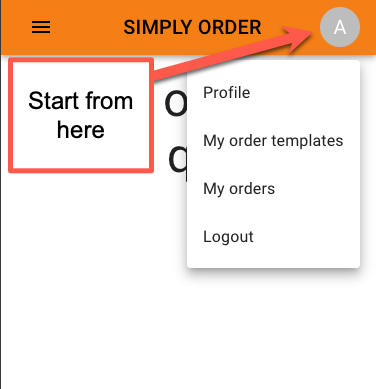 SIMPLY ORDER
A
Start from
here
Profile
My order templates
My orders
Logout